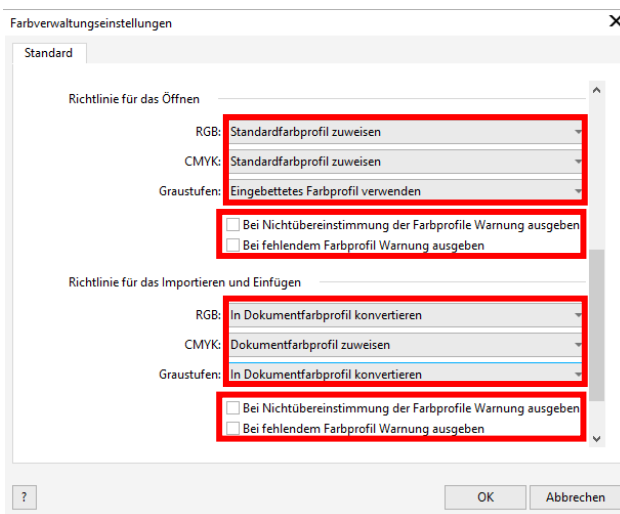 Farbverwaltungseinstellungen
Standard
Richtlinie für das Öffnen
RGB: Standardfarbprofil zuweisen
CMYK: Standardfarbprofil zuweisen
Graustufen: Eingebettetes Farbprofil verwenden
Bei Nichtübereinstimmung der Farbprofile Warnung ausgeben
Bei fehlendem Farbprofil Warnung ausgeben
Richtlinie für das Importieren und Einfügen
RGB: In Dokumentfarbprofil konvertieren
CMYK: Dokumentfarbprofil zuweisen
Graustufen: In Dokumentfarbprofil konvertieren
Bei Nichtübereinstimmung der Farbprofile Warnung ausgeben
Bei fehlendem Farbprofil Warnung ausgeben
? OK Abbrechen